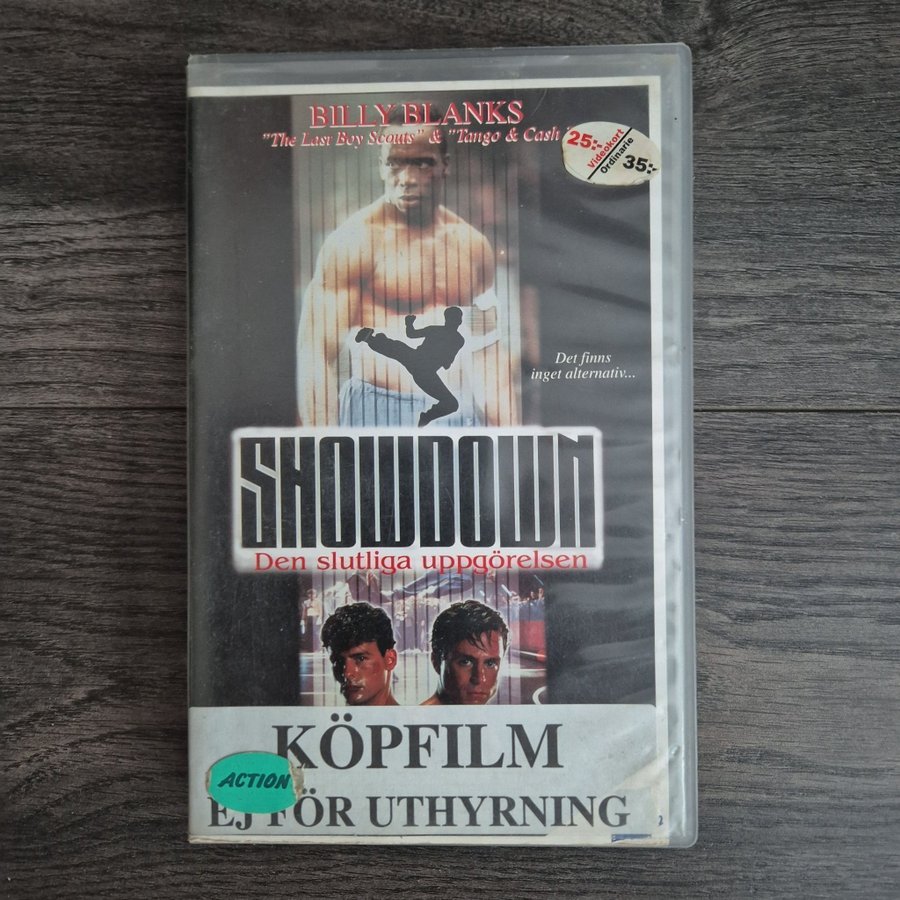 BILLY BLANKS
"The Last Boy Scouts" & "Tango & Cash
25:-
Videokort
Ordinarie
35:-
Det finns
inget alternativ...
SHOWDOWN
Den slutliga uppgörelsen
KÖPFILM
ACTION
EJ FÖR UTHYRNING
2